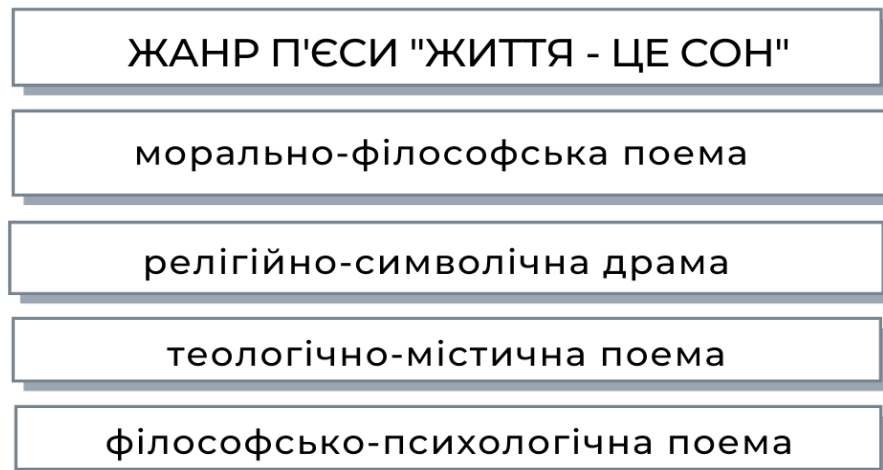 ЖАНР П'ЄСИ "ЖИТТЯ - ЦЕ СОН"
морально-філософська поема
релігійно-символічна драма
теологічно-містична поема
філософсько-психологічна поема